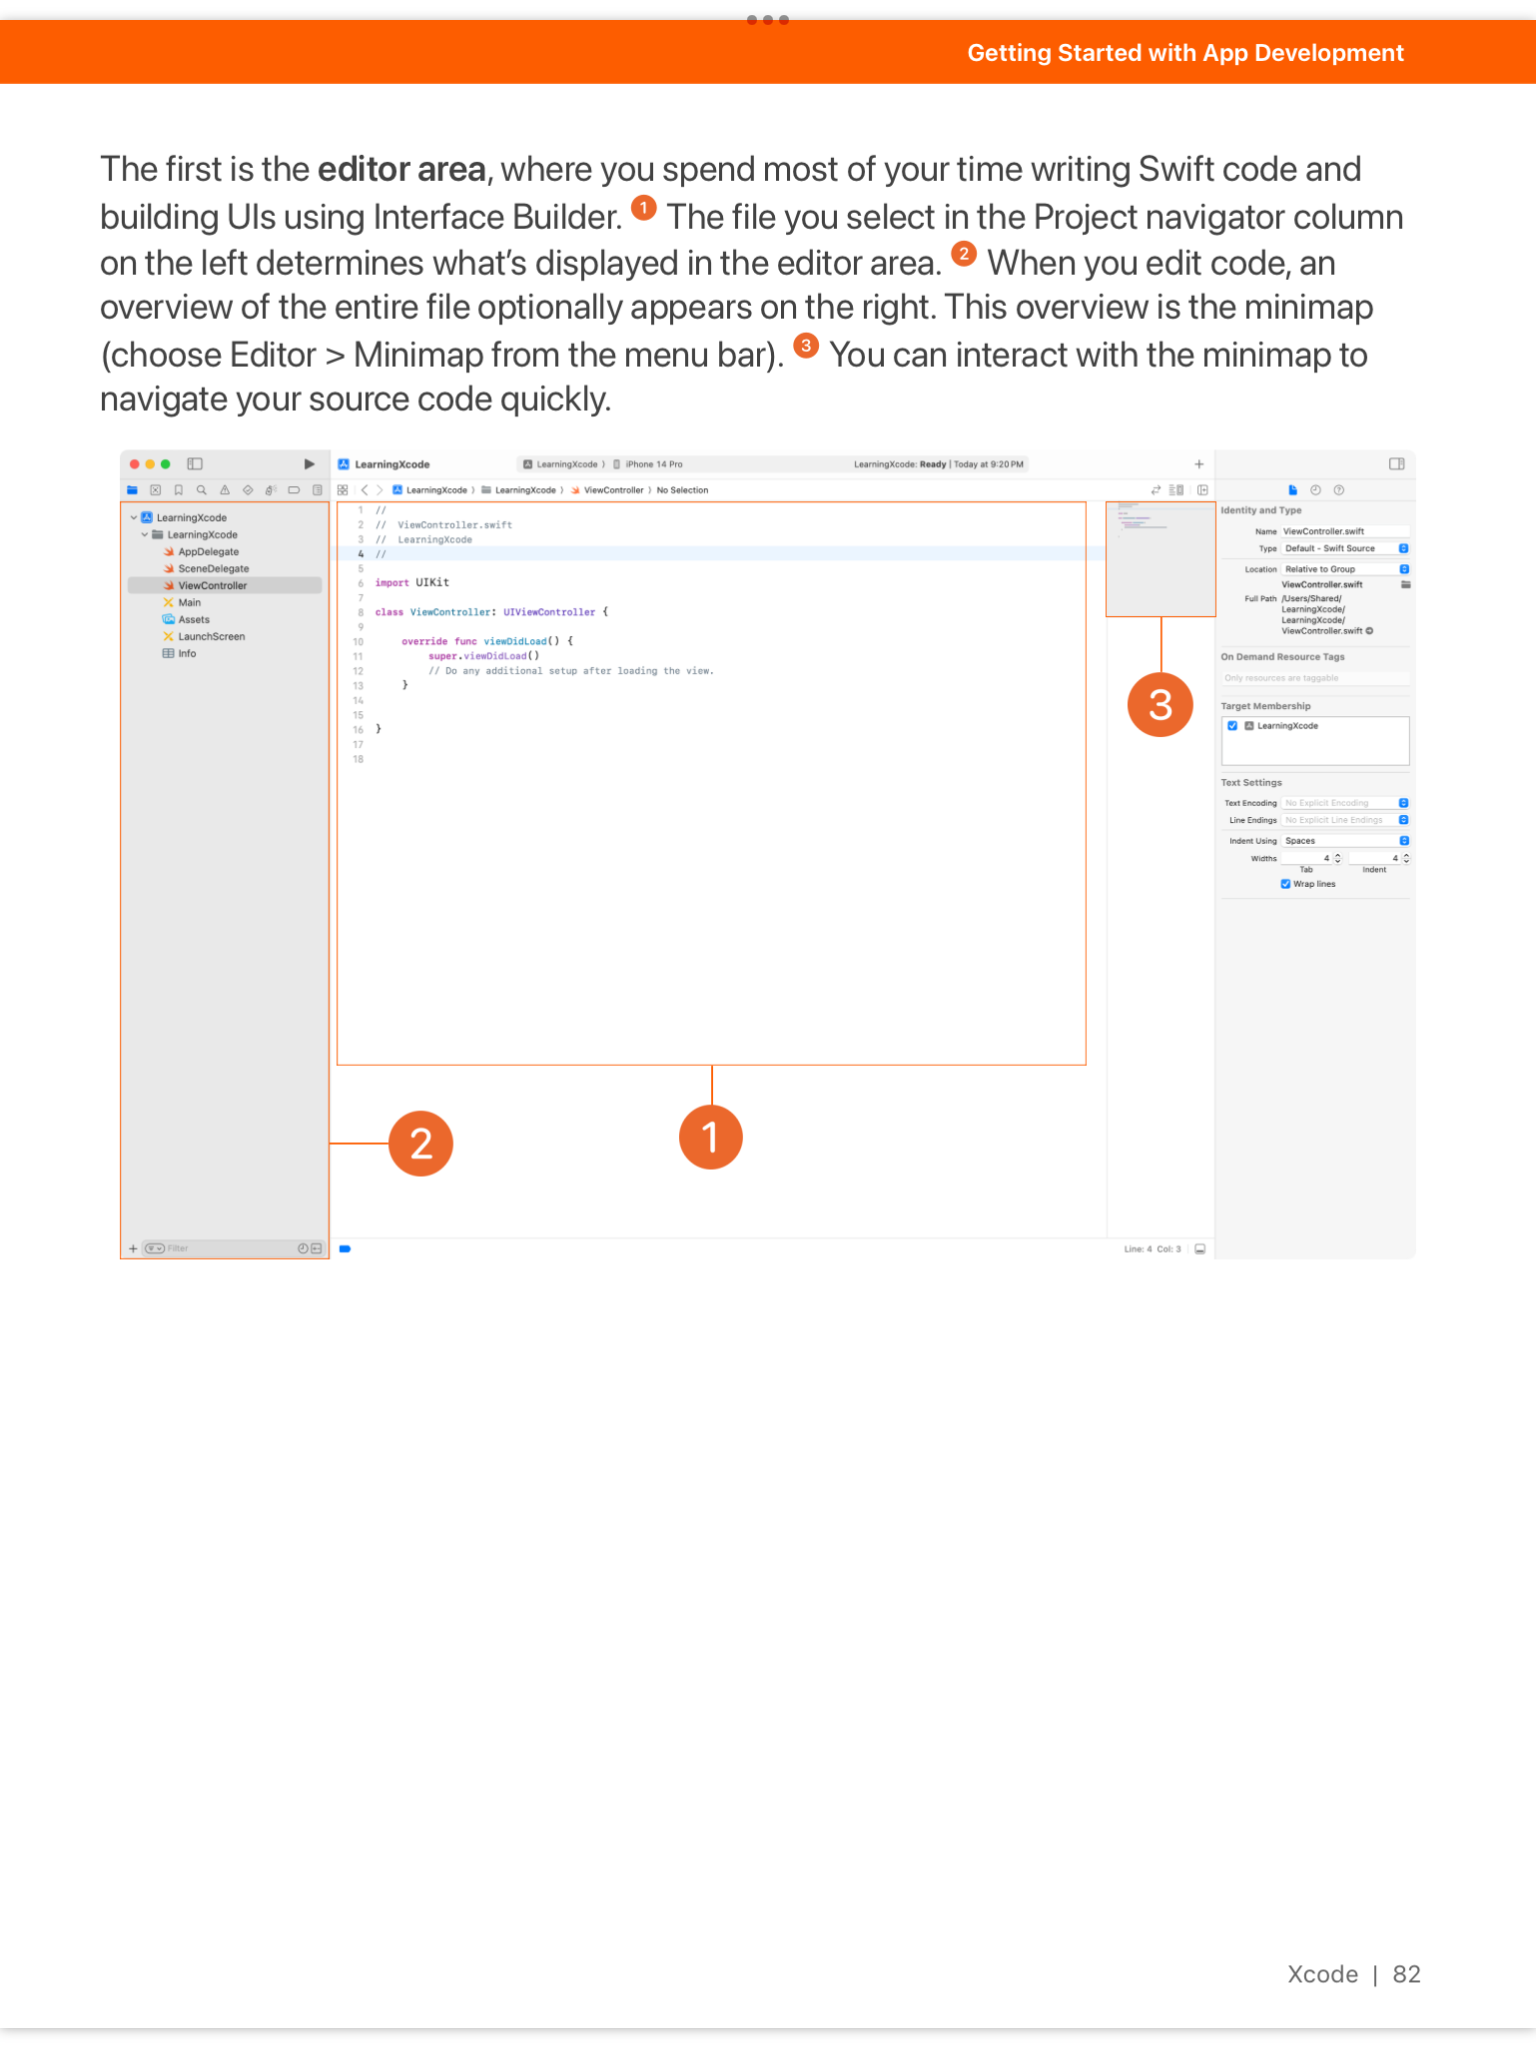 Getting Started with App Development
The first is the editor area, where you spend most of your time writing Swift code and
building UIs using Interface Builder. 1 The file you select in the Project navigator column
on the left determines what's displayed in the editor area. 2 When you edit code, an
overview of the entire file optionally appears on the right. This overview is the minimap
(choose Editor > Minimap from the menu bar). 3 You can interact with the minimap to
navigate your source code quickly.
LearningXcode
LearningXcode ⟩ iPhone 14 Pro
LearningXcode: Ready | Today at 9:20 PM
LearningXcode ⟩ LearningXcode ⟩ ViewController ⟩ No Selection
LearningXcode
LearningXcode
AppDelegate
SceneDelegate
ViewController
Main
Assets
LaunchScreen
Info
Filter
1 //
2 //  ViewController.swift
3 //  LearningXcode
4 //
5
6 import UIKit
7
8 class ViewController: UIViewController {
9
10     override func viewDidLoad() {
11         super.viewDidLoad()
12         // Do any additional setup after loading the view.
13     }
14
15
16 }
17
18
1
2
3
Line: 4 Col: 3
Identity and Type
Name ViewController.swift
Type Default - Swift Source
Location Relative to Group
ViewController.swift
Full Path /Users/Shared/
LearningXcode/
LearningXcode/
ViewController.swift
On Demand Resource Tags
Only resources are taggable
Target Membership
LearningXcode
Text Settings
Text Encoding No Explicit Encoding
Line Endings No Explicit Line Endings
Indent Using Spaces
Widths 4 4
Tab Indent
Wrap lines
Xcode | 82